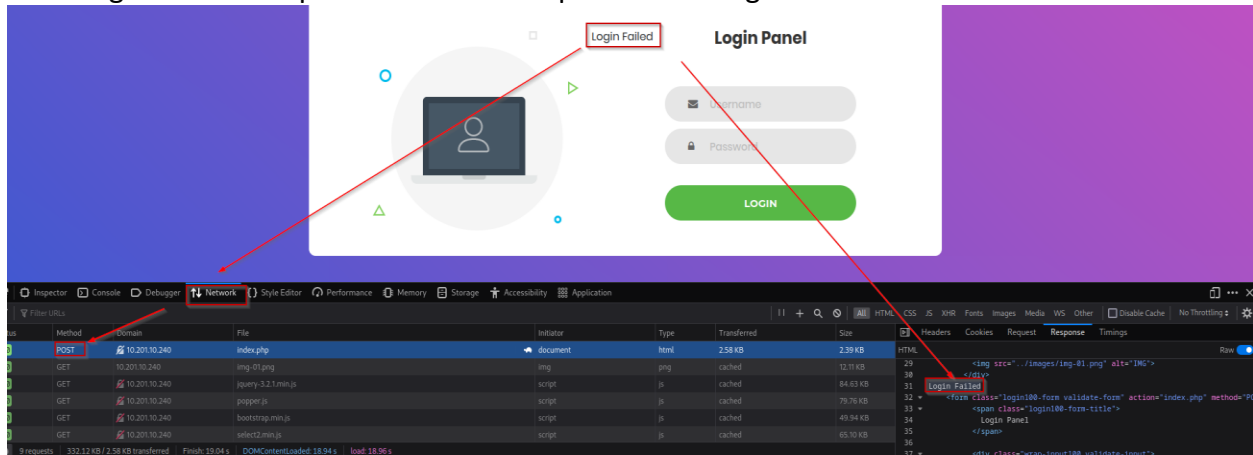 Login Failed
Login Panel
Username
Password
LOGIN
Inspector Console Debugger Network Style Editor Performance Memory Storage Accessibility Application
Filter URLs
All HTML CSS JS XHR Fonts Images Media WS Other Disable Cache No Throttling
Method Domain File Initiator Type Transferred Size
Headers Cookies Request Response Timings
POST 10.201.10.240 index.php document html 2.58 KB 2.39 KB
HTML Raw
GET 10.201.10.240 img-01.png img png cached 12.11 KB
GET 10.201.10.240 jquery-3.2.1.min.js script js cached 84.63 KB
GET 10.201.10.240 popper.js script js cached 79.76 KB
GET 10.201.10.240 bootstrap.min.js script js cached 49.94 KB
GET 10.201.10.240 select2.min.js script js cached 65.10 KB
29 <img src="../images/img-01.png" alt="IMG">
30 </div>
31 Login Failed
32 <form class="login100-form validate-form" action="index.php" method="PO
33 <span class="login100-form-title">
34 Login Panel
35 </span>
36
37 <div class="wrap-input100 validate-input">
9 requests 332.12 KB / 2.58 KB transferred Finish: 19.04 s DOMContentLoaded: 18.94 s load: 18.96 s